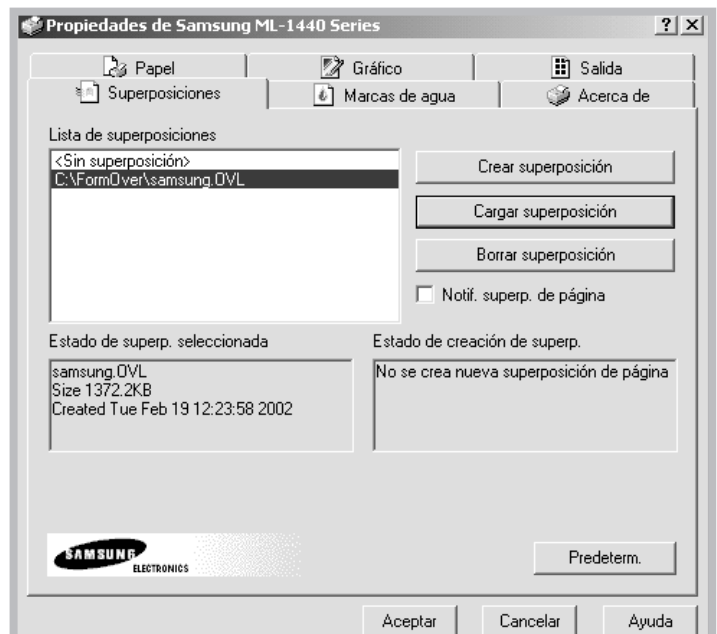 Propiedades de Samsung ML-1440 Series
Papel
Gráfico
Salida
Superposiciones
Marcas de agua
Acerca de
Lista de superposiciones
<Sin superposición>
C:\FormOver\samsung.OVL
Crear superposición
Cargar superposición
Borrar superposición
Notif. superp. de página
Estado de superp. seleccionada
samsung.OVL
Size 1372.2KB
Created Tue Feb 19 12:23:58 2002
Estado de creación de superp.
No se crea nueva superposición de página
SAMSUNG
ELECTRONICS
Predeterm.
Aceptar
Cancelar
Ayuda